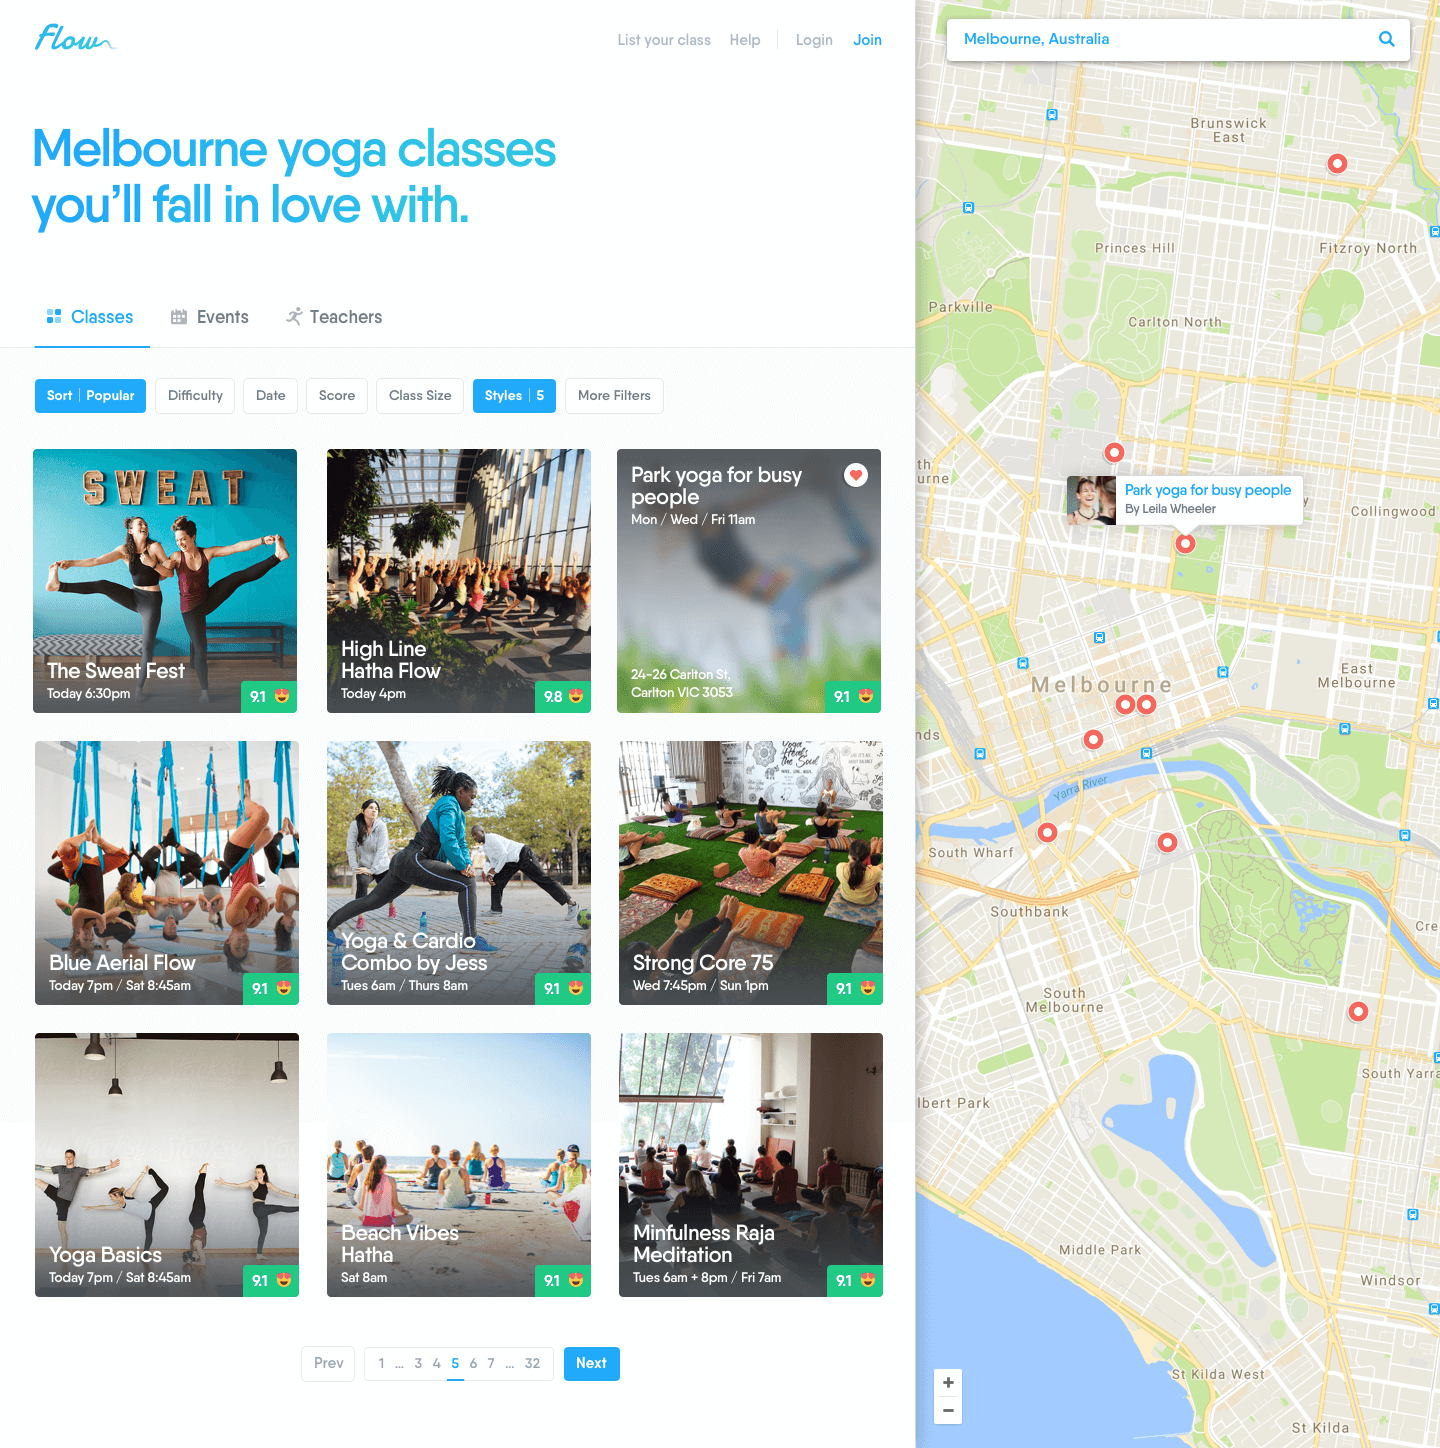 flow
List your class
Help
Login
Join
Melbourne yoga classes
you'll fall in love with.
Classes
Events
Teachers
Sort | Popular
Difficulty
Date
Score
Class Size
Styles | 5
More Filters
SWEAT
The Sweat Fest
Today 6:30pm
9.1
High Line
Hatha Flow
Today 4pm
9.8
Park yoga for busy
people
Mon / Wed / Fri 11am
24-26 Carlton St,
Carlton VIC 3053
9.1
Blue Aerial Flow
Today 7pm / Sat 8:45am
9.1
Yoga & Cardio
Combo by Jess
Tues 6am / Thurs 8am
9.1
Yoga
Heals
the Soul
Strong Core 75
Wed 7:45pm / Sun 1pm
9.1
Yoga Basics
Today 7pm / Sat 8:45am
9.1
Beach Vibes
Hatha
Sat 8am
9.1
Minfulness Raja
Meditation
Tues 6am + 8pm / Fri 7am
9.1
Prev
1 ... 3 4 5 6 7 ... 32
Next
Melbourne, Australia
Brunswick
East
Princes Hill
Fitzroy North
Parkville
Carlton North
th
urne
Park yoga for busy people
By Leila Wheeler
y
Collingwood
East
Melbourne
Melbourne
nds
Yarra River
South Wharf
Southbank
Cre
South
Melbourne
South Yarra
lbert Park
Middle Park
Windsor
St Kilda West
St Kilda
+
−